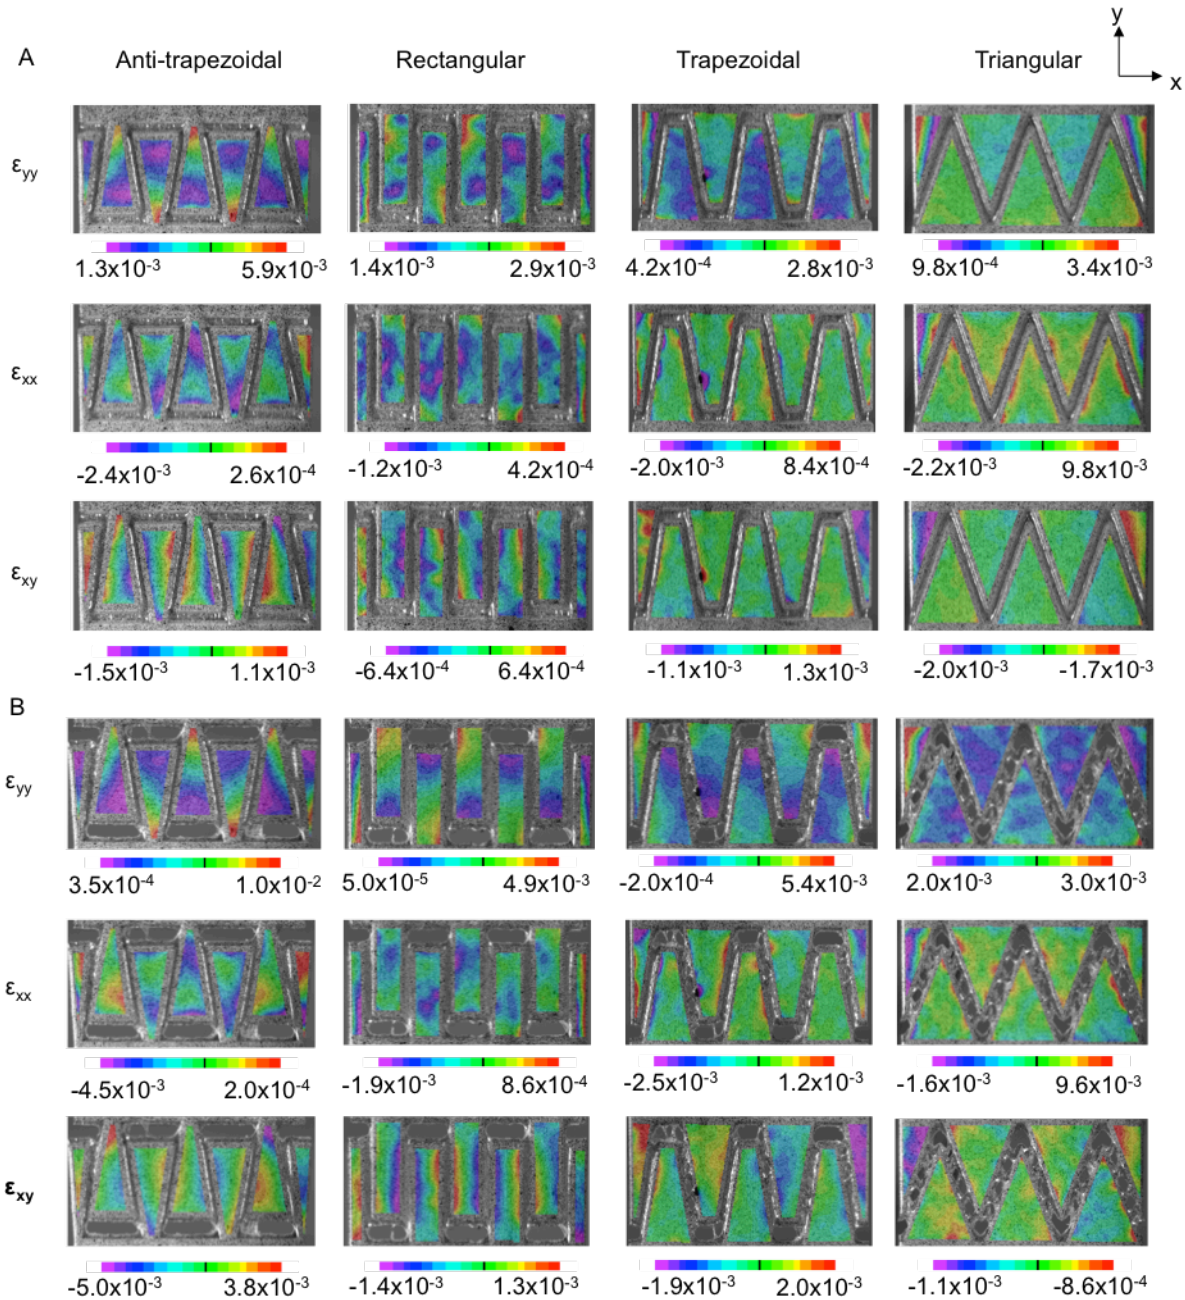 y
A Anti-trapezoidal Rectangular Trapezoidal Triangular
x
εyy
1.3x10-3 5.9x10-3 1.4x10-3 2.9x10-3 4.2x10-4 2.8x10-3 9.8x10-4 3.4x10-3
εxx
-2.4x10-3 2.6x10-4 -1.2x10-3 4.2x10-4 -2.0x10-3 8.4x10-4 -2.2x10-3 9.8x10-3
εxy
-1.5x10-3 1.1x10-3 -6.4x10-4 6.4x10-4 -1.1x10-3 1.3x10-3 -2.0x10-3 -1.7x10-3
B
εyy
3.5x10-4 1.0x10-2 5.0x10-5 4.9x10-3 -2.0x10-4 5.4x10-3 2.0x10-3 3.0x10-3
εxx
-4.5x10-3 2.0x10-4 -1.9x10-3 8.6x10-4 -2.5x10-3 1.2x10-3 -1.6x10-3 9.6x10-3
εxy
-5.0x10-3 3.8x10-3 -1.4x10-3 1.3x10-3 -1.9x10-3 2.0x10-3 -1.1x10-3 -8.6x10-4